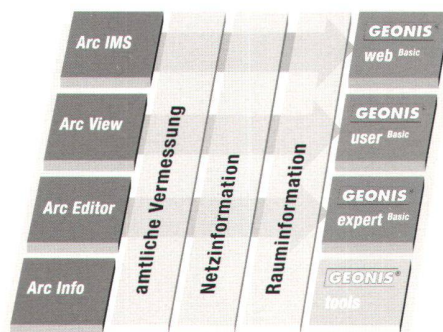 Arc IMS
Arc View
Arc Editor
Arc Info
amtliche Vermessung
Netzinformation
Rauminformation
GEONIS®
web Basic
GEONIS®
user Basic
GEONIS®
expert Basic
GEONIS®
tools